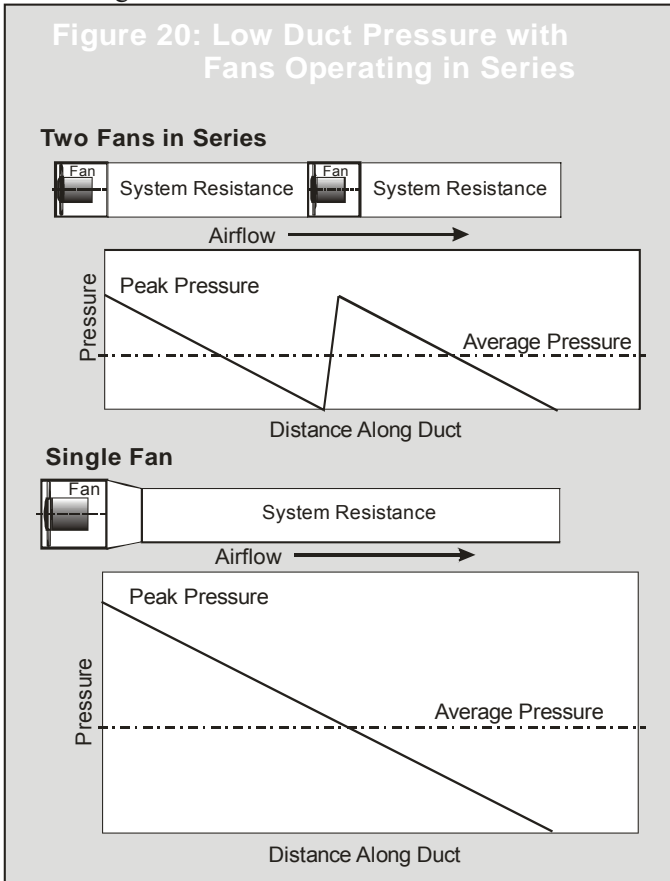 Figure 20: Low Duct Pressure with
Fans Operating in Series
Two Fans in Series
Fan
System Resistance
Fan
System Resistance
Airflow
Pressure
Peak Pressure
Average Pressure
Distance Along Duct
Single Fan
Fan
System Resistance
Airflow
Pressure
Peak Pressure
Average Pressure
Distance Along Duct